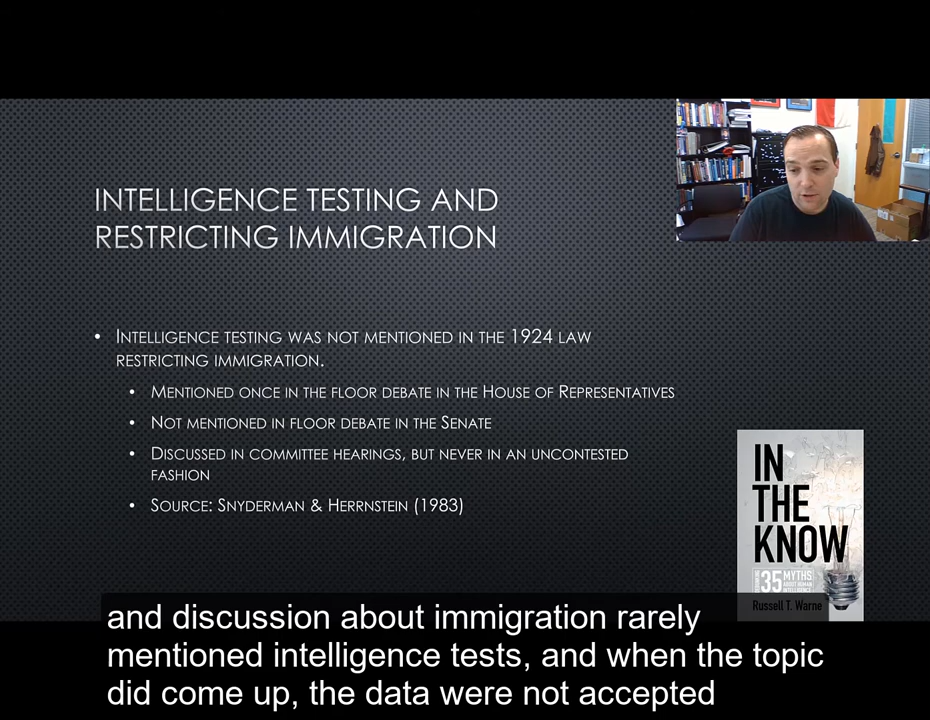 INTELLIGENCE TESTING AND
RESTRICTING IMMIGRATION
• INTELLIGENCE TESTING WAS NOT MENTIONED IN THE 1924 LAW
RESTRICTING IMMIGRATION.
• MENTIONED ONCE IN THE FLOOR DEBATE IN THE HOUSE OF REPRESENTATIVES
• NOT MENTIONED IN FLOOR DEBATE IN THE SENATE
• DISCUSSED IN COMMITTEE HEARINGS, BUT NEVER IN AN UNCONTESTED
FASHION
• SOURCE: SNYDERMAN & HERRNSTEIN (1983)
IN
THE
KNOW
35 MYTHS
Russell T. Warne
and discussion about immigration rarely
mentioned intelligence tests, and when the topic
did come up, the data were not accepted